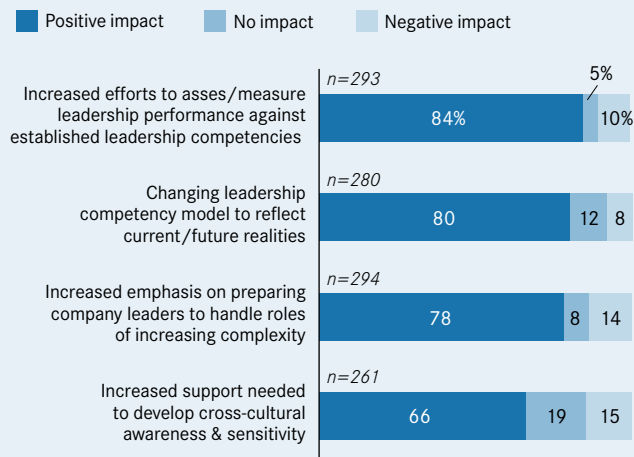 Positive impact No impact Negative impact
Increased efforts to asses/measure
leadership performance against
established leadership competencies
n=293
84% 5% 10%
Changing leadership
competency model to reflect
current/future realities
n=280
80 12 8
Increased emphasis on preparing
company leaders to handle roles
of increasing complexity
n=294
78 8 14
Increased support needed
to develop cross-cultural
awareness & sensitivity
n=261
66 19 15